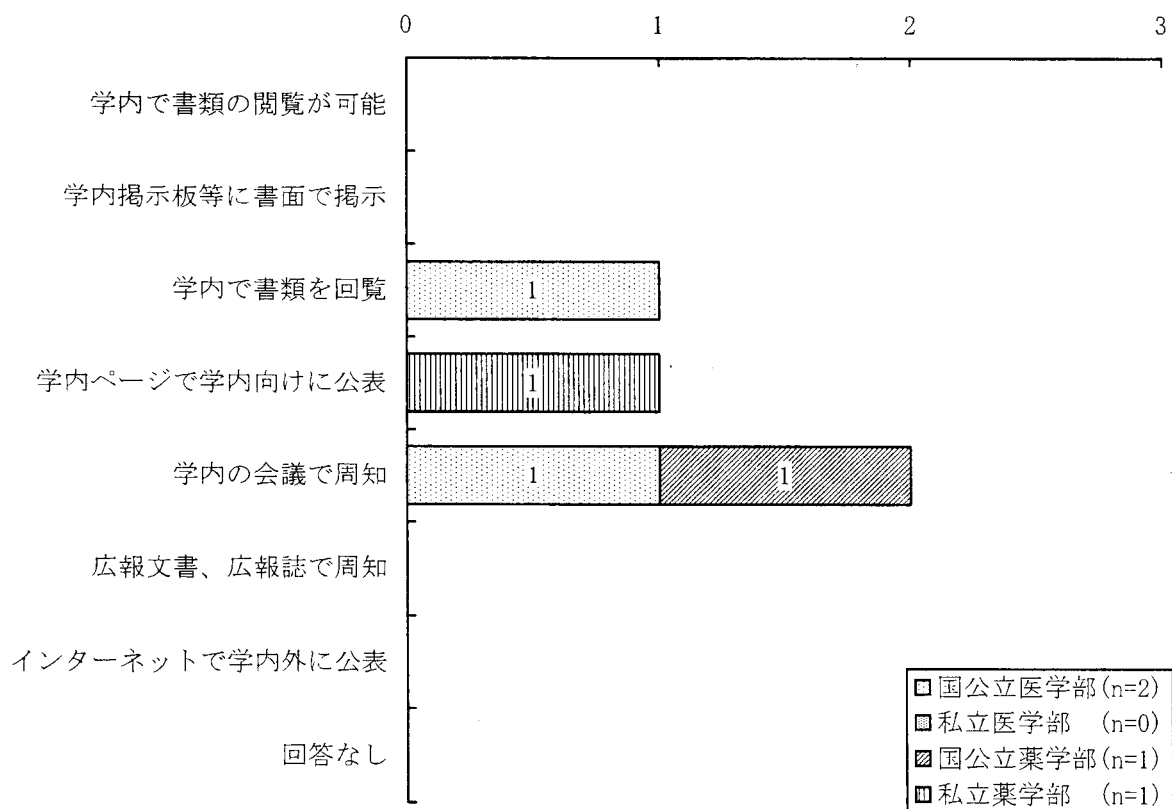 0 1 2 3
学内で書類の閲覧が可能
学内掲示板等に書面で掲示
学内で書類を回覧 1
学内ページで学内向けに公表 1
学内の会議で周知 1 1
広報文書、広報誌で周知
インターネットで学内外に公表
回答なし
国公立医学部(n=2)
私立医学部 (n=0)
国公立薬学部(n=1)
私立薬学部 (n=1)